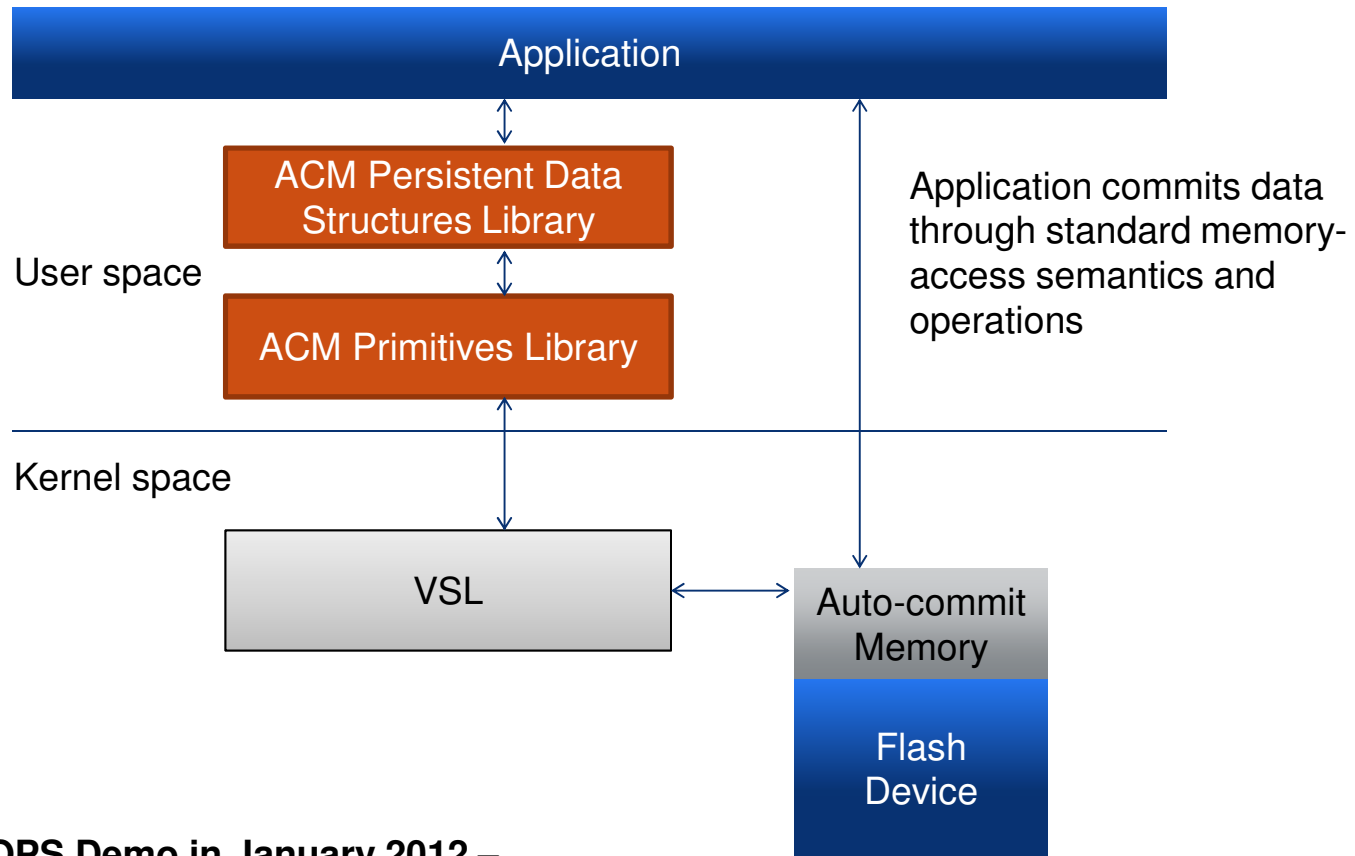 Application
ACM Persistent Data
Structures Library
Application commits data
through standard memory-
access semantics and
operations
User space
ACM Primitives Library
Kernel space
VSL
Auto-commit
Memory
Flash
Device
Demo in January 2012 –